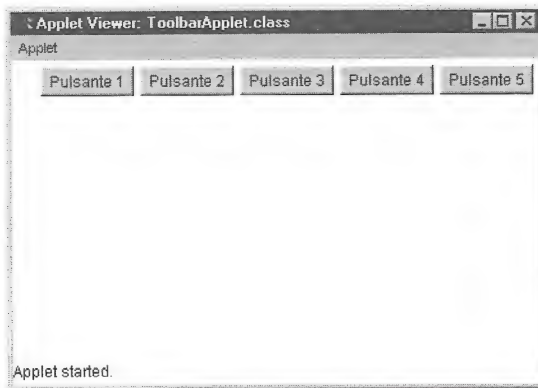 Applet Viewer: ToolbarApplet.class
Applet
Pulsante 1 Pulsante 2 Pulsante 3 Pulsante 4 Pulsante 5
Applet started.